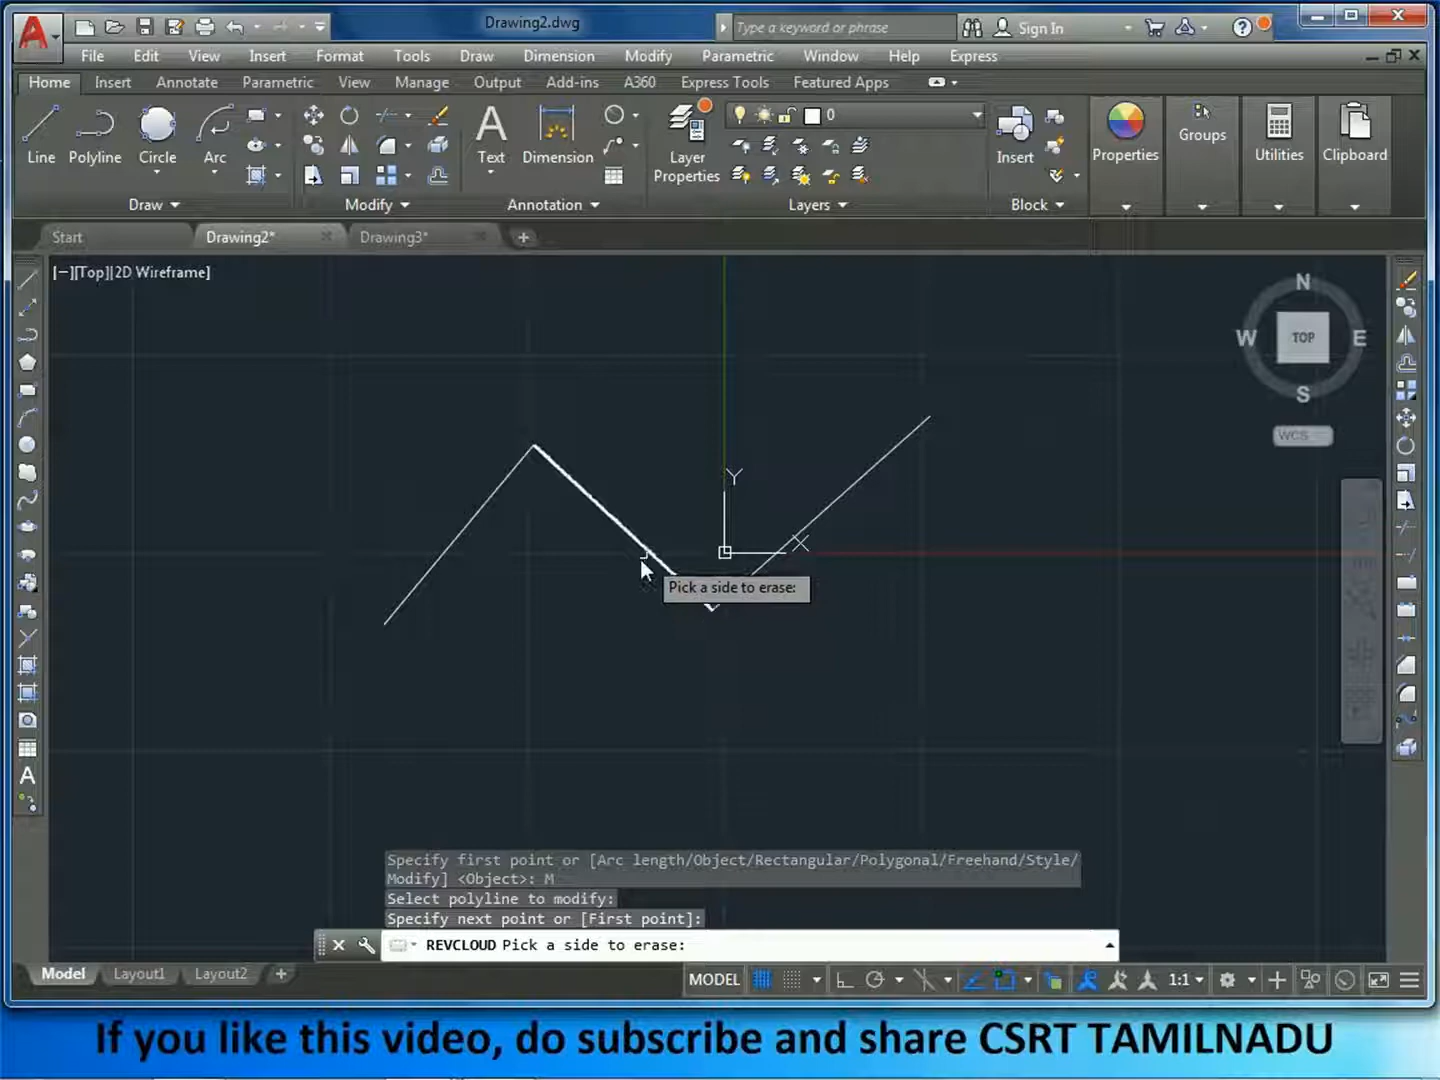 Drawing2.dwg
Type a keyword or phrase
Sign In
File Edit View Insert Format Tools Draw Dimension Modify Parametric Window Help Express
Home Insert Annotate Parametric View Manage Output Add-ins A360 Express Tools Featured Apps
Line Polyline Circle Arc
Text Dimension
Layer Properties
0
Insert
Properties
Groups
Utilities
Clipboard
Draw Modify Annotation Layers Block
Start Drawing2* Drawing3*
[−][Top][2D Wireframe]
N
W TOP E
S
WCS
Y
X
Pick a side to erase:
A
Specify first point or [Arc length/Object/Rectangular/Polygonal/Freehand/Style/
Modify] <Object>: M
Select polyline to modify:
Specify next point or [First point]:
REVCLOUD Pick a side to erase:
Model Layout1 Layout2
MODEL 1:1
If you like this video, do subscribe and share CSRT TAMILNADU